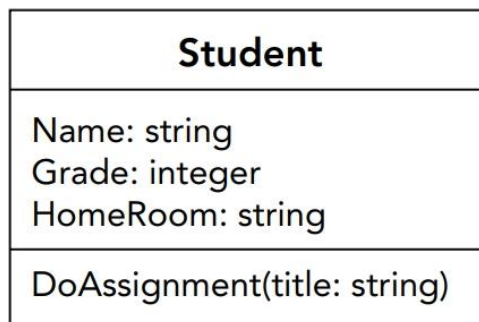 Student
Name: string
Grade: integer
HomeRoom: string
DoAssignment(title: string)